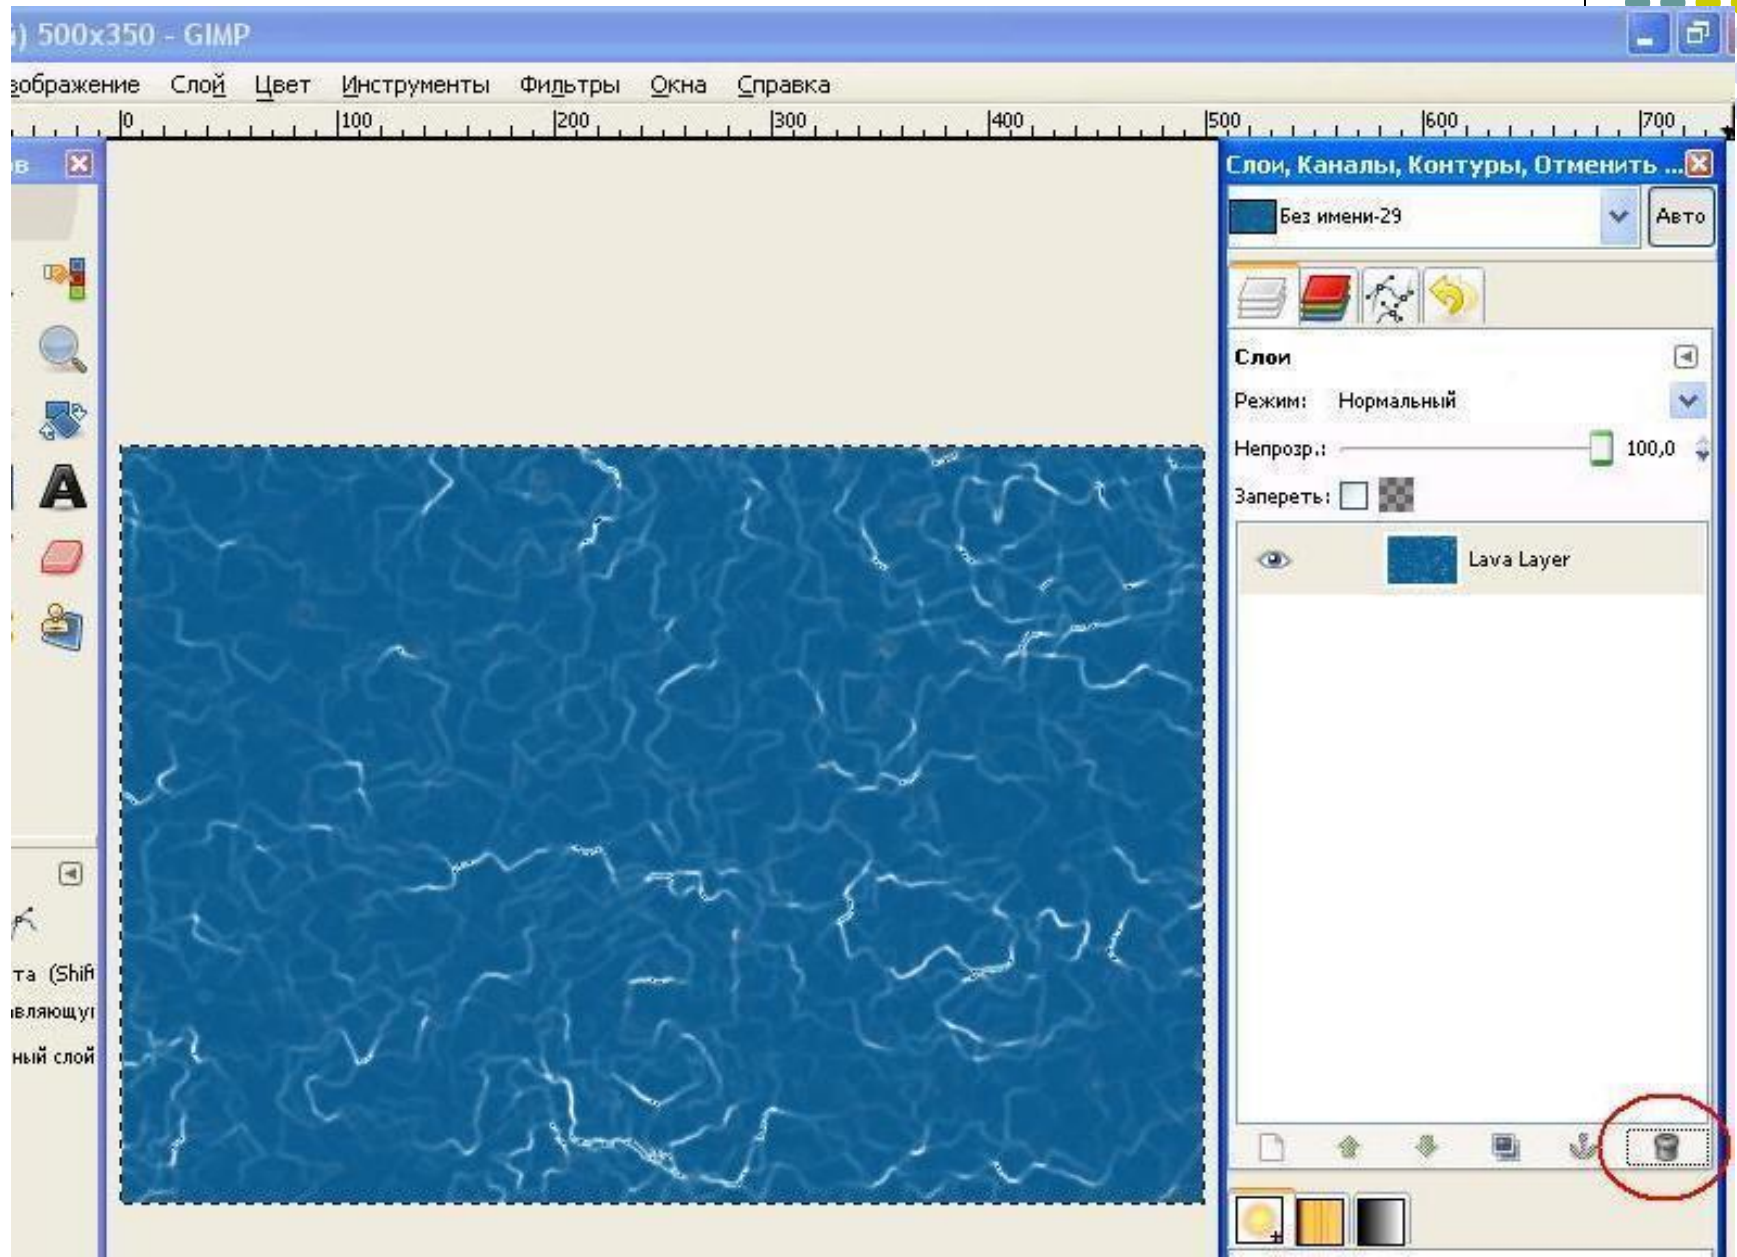 ) 500x350 - GIMP
зображение Слой Цвет Инструменты Фильтры Окна Справка
0 100 200 300 400 500 600 700
ов
Слои, Каналы, Контуры, Отменить ...
Без имени-29
Авто
Слои
Режим: Нормальный
Непрозр.: 100,0
Запереть:
Lava Layer
A
та (Shift
авляющую
ный слой